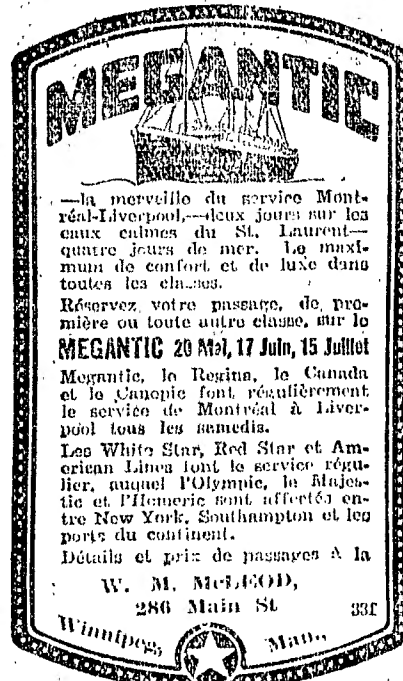 MEGANTIC
—la merveille du service Mont-
réal-Liverpool,—deux jours sur les
eaux calmes du St. Laurent—
quatre jours de mer. Le maxi-
mum de confort et de luxe dans
toutes les classes.
Réservez votre passage, de pre-
mière ou toute autre classe, sur le
MEGANTIC 20 Mai, 17 Juin, 15 Juillet
Megantic, le Regina, le Canada
et le Canopic font régulièrement
le service de Montréal à Liver-
pool tous les samedis.
Les White Star, Red Star et Am-
erican Lines font le service régu-
lier, auquel l'Olympic, le Majes-
tic et l'Homeric sont affectés en-
tre New York, Southampton et les
ports du continent.
Détails et prix de passages à la
W. M. McLEOD,
286 Main St
33f
Winnipeg, Man.,